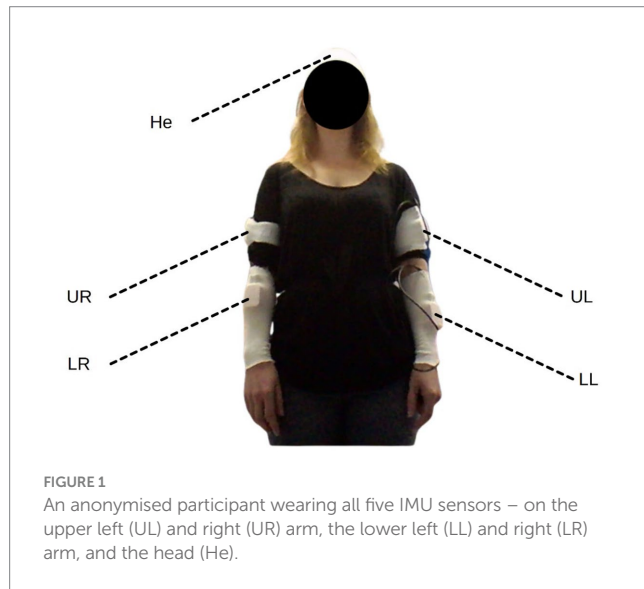 He
UR
UL
LR
LL
FIGURE 1
An anonymised participant wearing all five IMU sensors – on the
upper left (UL) and right (UR) arm, the lower left (LL) and right (LR)
arm, and the head (He).